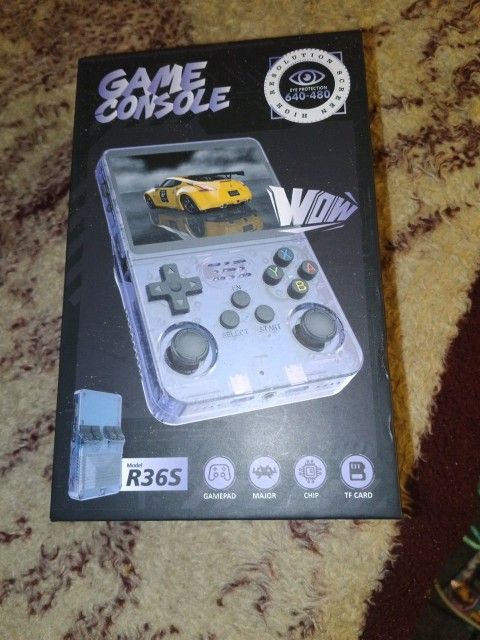 GAME
CONSOLE
HIGH RESOLUTION SCREEN
EYE PROTECTION
640-480
WOW
X
Y
A
B
FN
SELECT
START
Model
R36S
GAMEPAD
MAJOR
CHIP
TF CARD